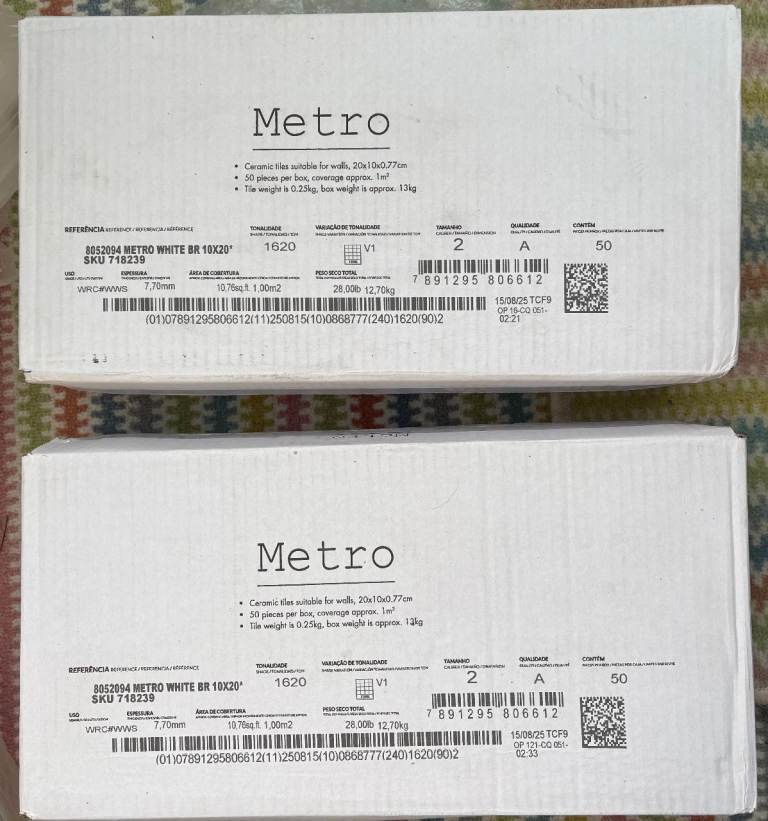 Metro
• Ceramic tiles suitable for walls, 20x10x0.77cm
• 50 pieces per box, coverage approx. 1m²
• Tile weight is 0.25kg, box weight is approx. 13kg
REFERÊNCIA REFERENCE / REFERENCIA / RÉFÉRENCE TONALIDADE VARIAÇÃO DE TONALIDADE TAMANHO QUALIDADE CONTÉM
8052094 METRO WHITE BR 10X20* 1620 V1 2 A 50
SKU 718239
USO ESPESSURA ÁREA DE COBERTURA PESO SECO TOTAL
WRC#WWS 7,70mm 10,76sq.ft. 1,00m2 28,00lb 12,70kg
7 891295 806612
15/08/25 TCF9
OP 16-CQ 051-
02:21
(01)07891295806612(11)250815(10)0868777(240)1620(90)2
Metro
• Ceramic tiles suitable for walls, 20x10x0.77cm
• 50 pieces per box, coverage approx. 1m²
• Tile weight is 0.25kg, box weight is approx. 13kg
REFERÊNCIA REFERENCE / REFERENCIA / RÉFÉRENCE TONALIDADE VARIAÇÃO DE TONALIDADE TAMANHO QUALIDADE CONTÉM
8052094 METRO WHITE BR 10X20* 1620 V1 2 A 50
SKU 718239
USO ESPESSURA ÁREA DE COBERTURA PESO SECO TOTAL
WRC#WWS 7,70mm 10,76sq.ft. 1,00m2 28,00lb 12,70kg
7 891295 806612
15/08/25 TCF9
OP 121-CQ 051-
02:33
(01)07891295806612(11)250815(10)0868777(240)1620(90)2